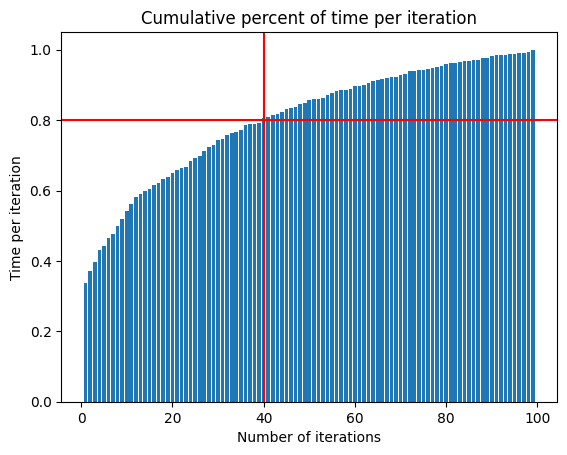 Cumulative percent of time per iteration
1.0
0.8
0.6
0.4
0.2
0.0
Time per iteration
0 20 40 60 80 100
Number of iterations